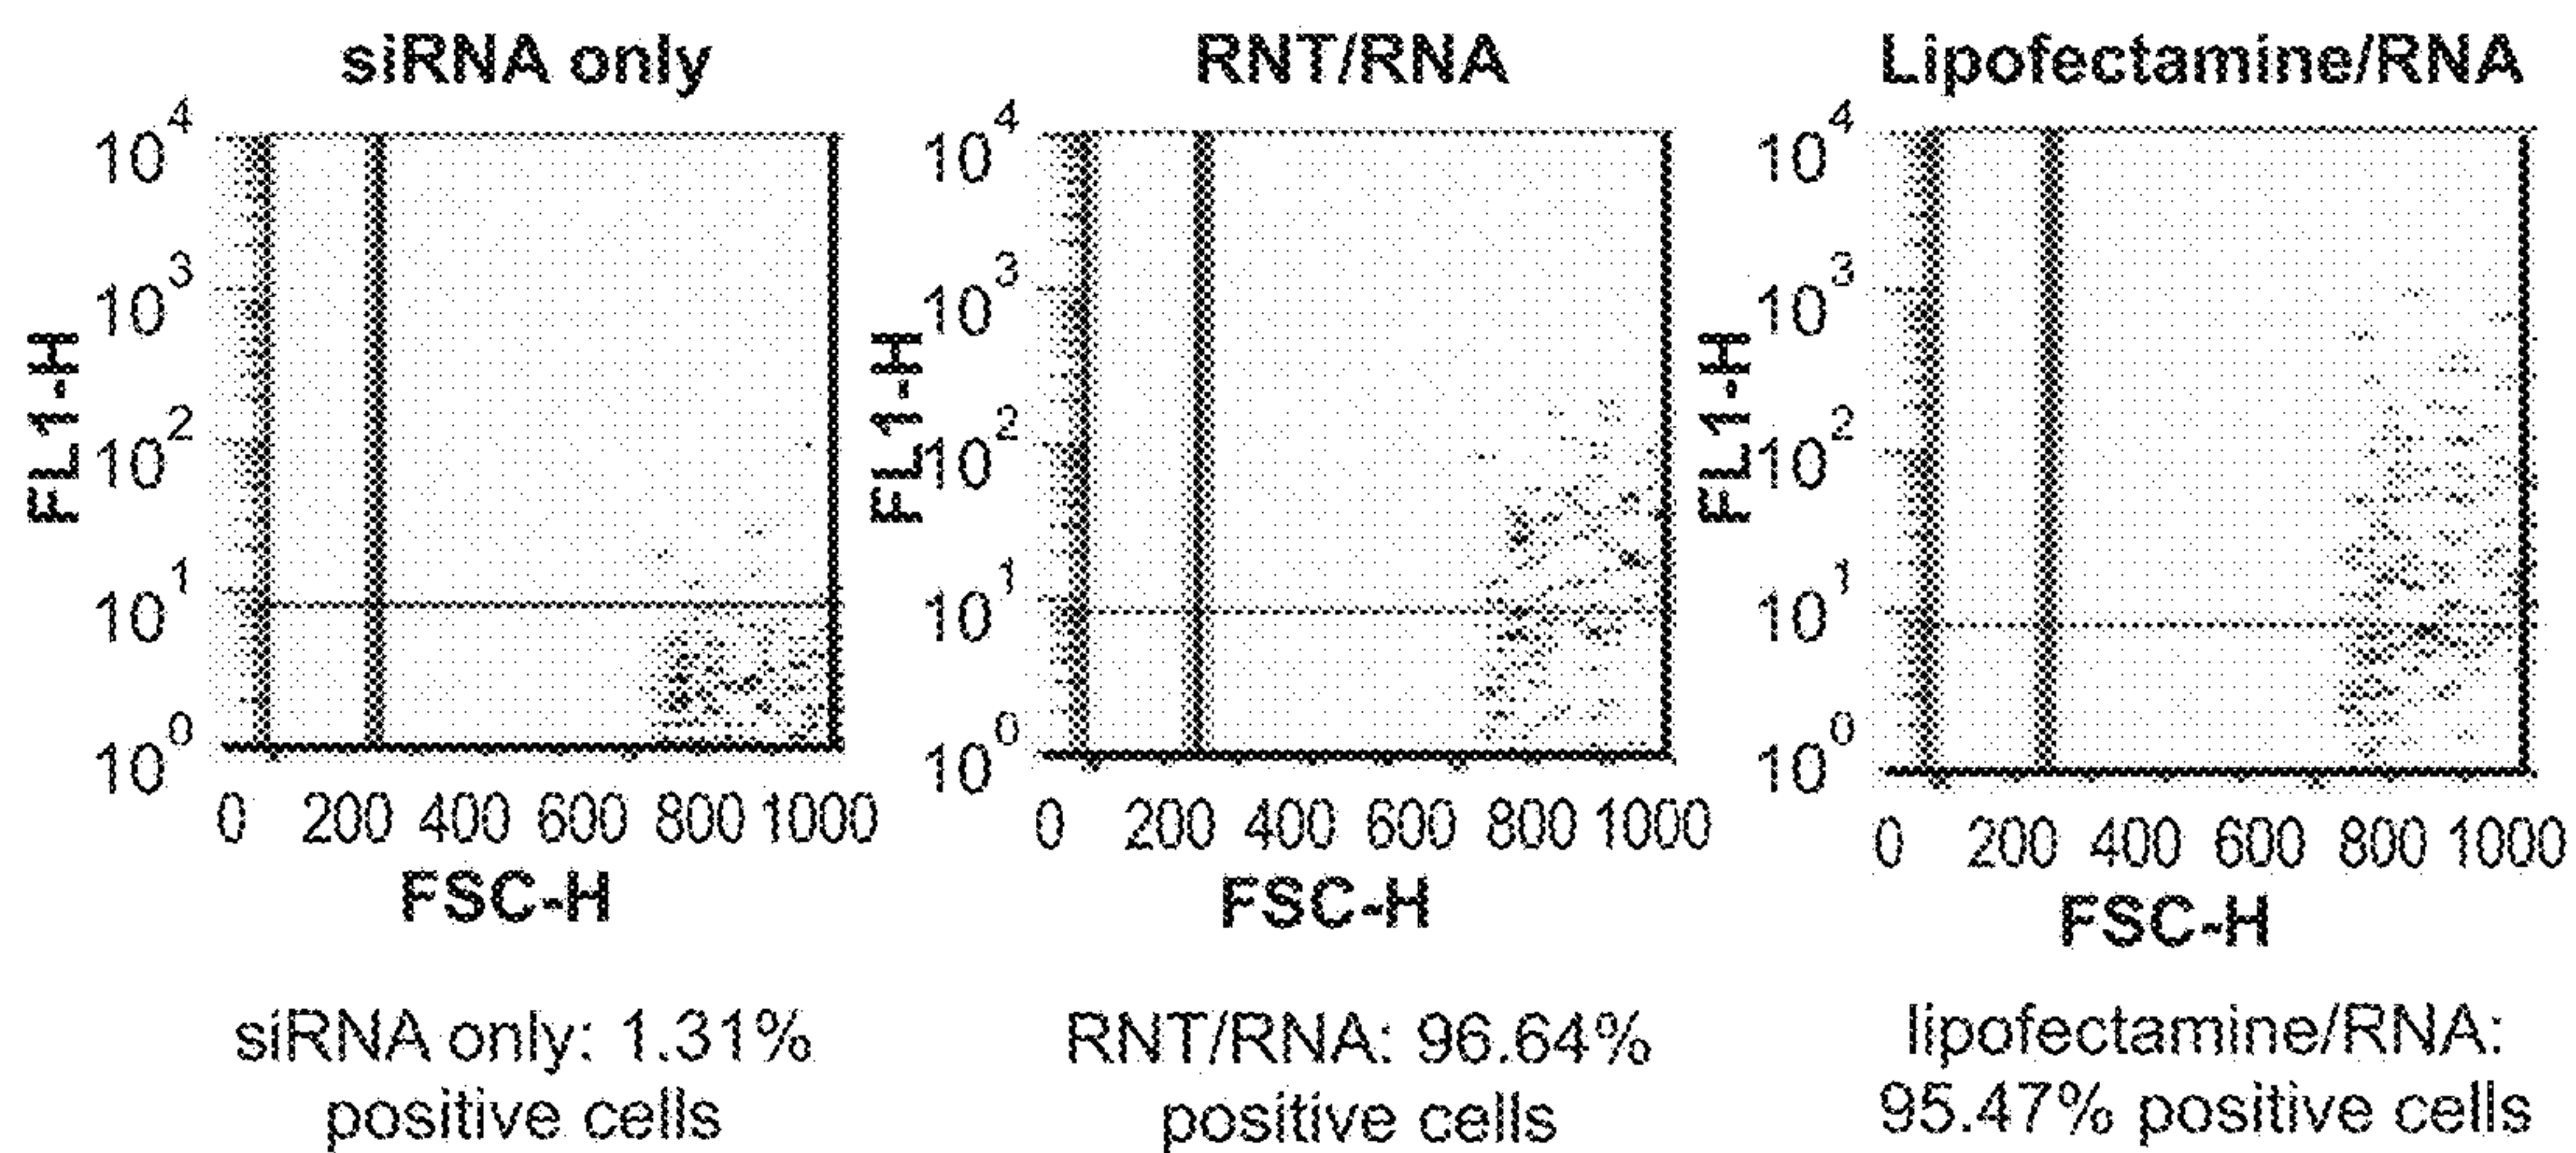 siRNA only
RNT/RNA
Lipofectamine/RNA
10^4
10^3
10^2
10^1
10^0
FL1-H
0 200 400 600 800 1000
FSC-H
10^4
10^3
10^2
10^1
10^0
FL1-H
0 200 400 600 800 1000
FSC-H
10^4
10^3
10^2
10^1
10^0
FL1-H
0 200 400 600 800 1000
FSC-H
siRNA only: 1.31%
positive cells
RNT/RNA: 96.64%
positive cells
lipofectamine/RNA:
95.47% positive cells